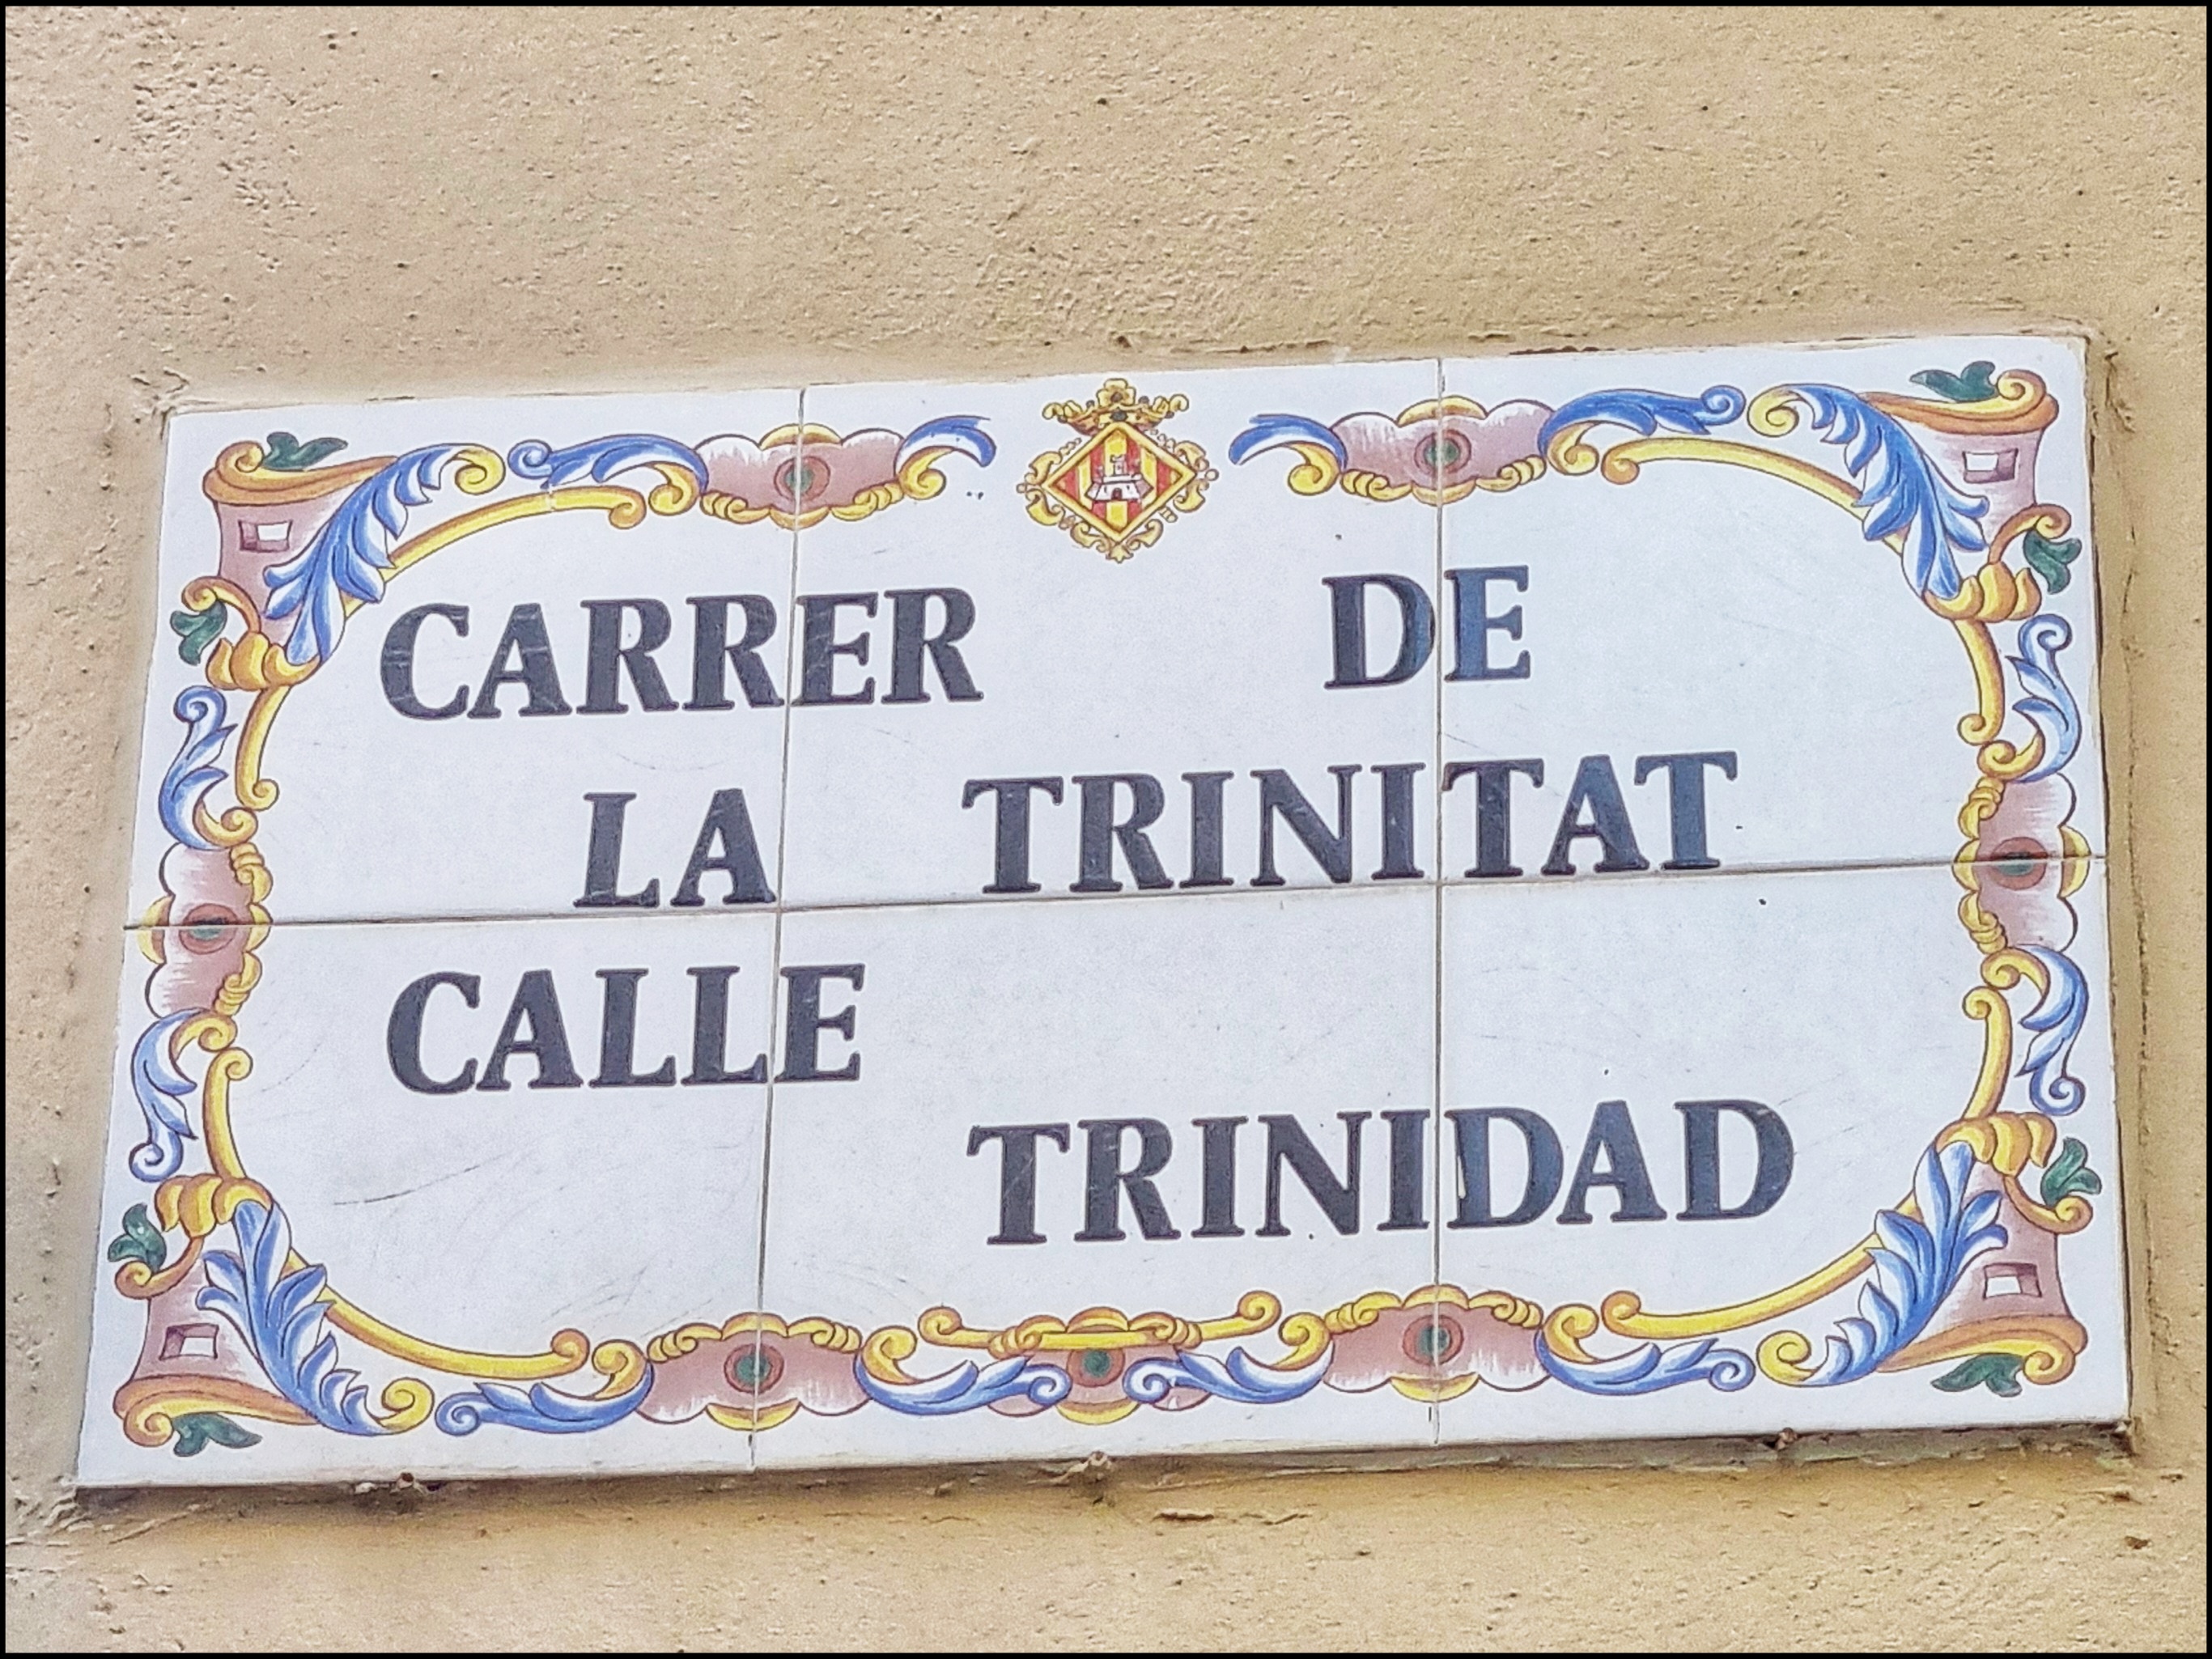 CARRER DE
LA TRINITAT
CALLE
TRINIDAD